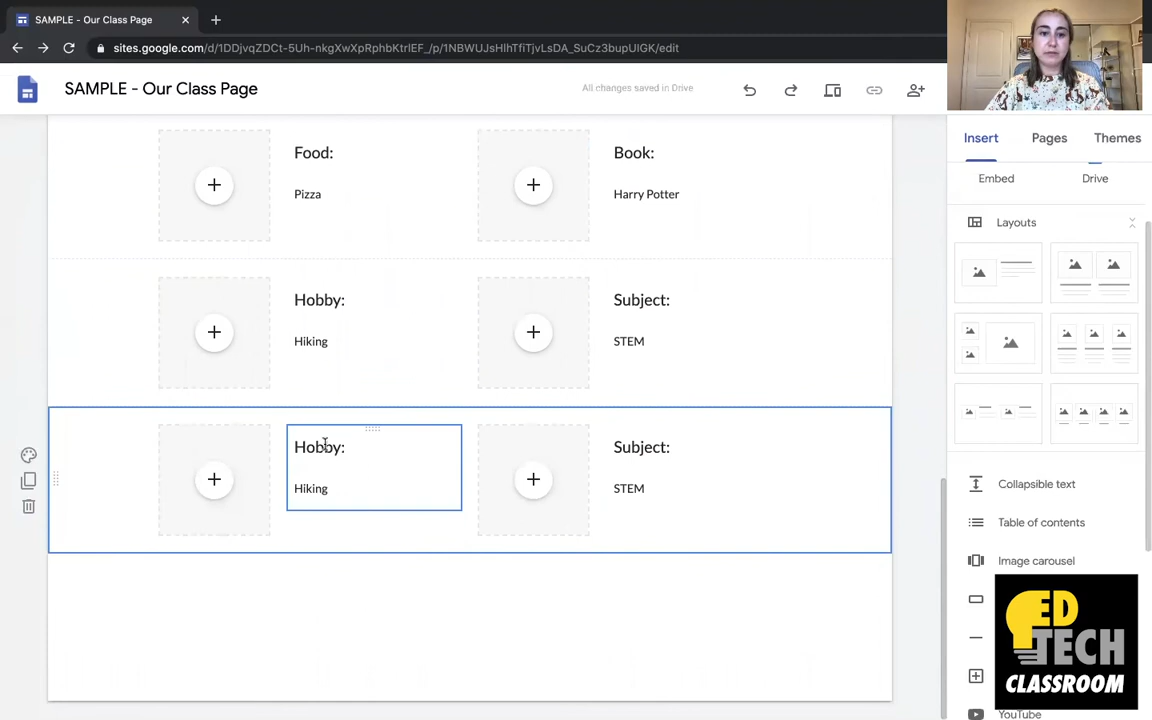 SAMPLE - Our Class Page
sites.google.com/d/1DDjvqZDCt-5Uh-nkgXwXpRphbKtrIEF_/p/1NBWUJsHIhTfiTjvLsDA_SuCz3bupUIGK/edit
SAMPLE - Our Class Page
All changes saved in Drive
Insert
Pages
Themes
Embed
Drive
Layouts
Food:
Pizza
Book:
Harry Potter
Hobby:
Hiking
Subject:
STEM
Hobby:
Hiking
Subject:
STEM
Collapsible text
Table of contents
Image carousel
YouTube
ED
TECH
CLASSROOM